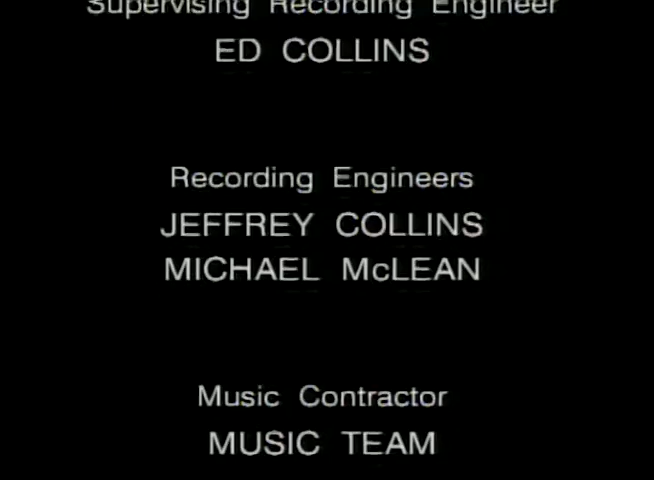 Supervising Recording Engineer
ED COLLINS
Recording Engineers
JEFFREY COLLINS
MICHAEL McLEAN
Music Contractor
MUSIC TEAM